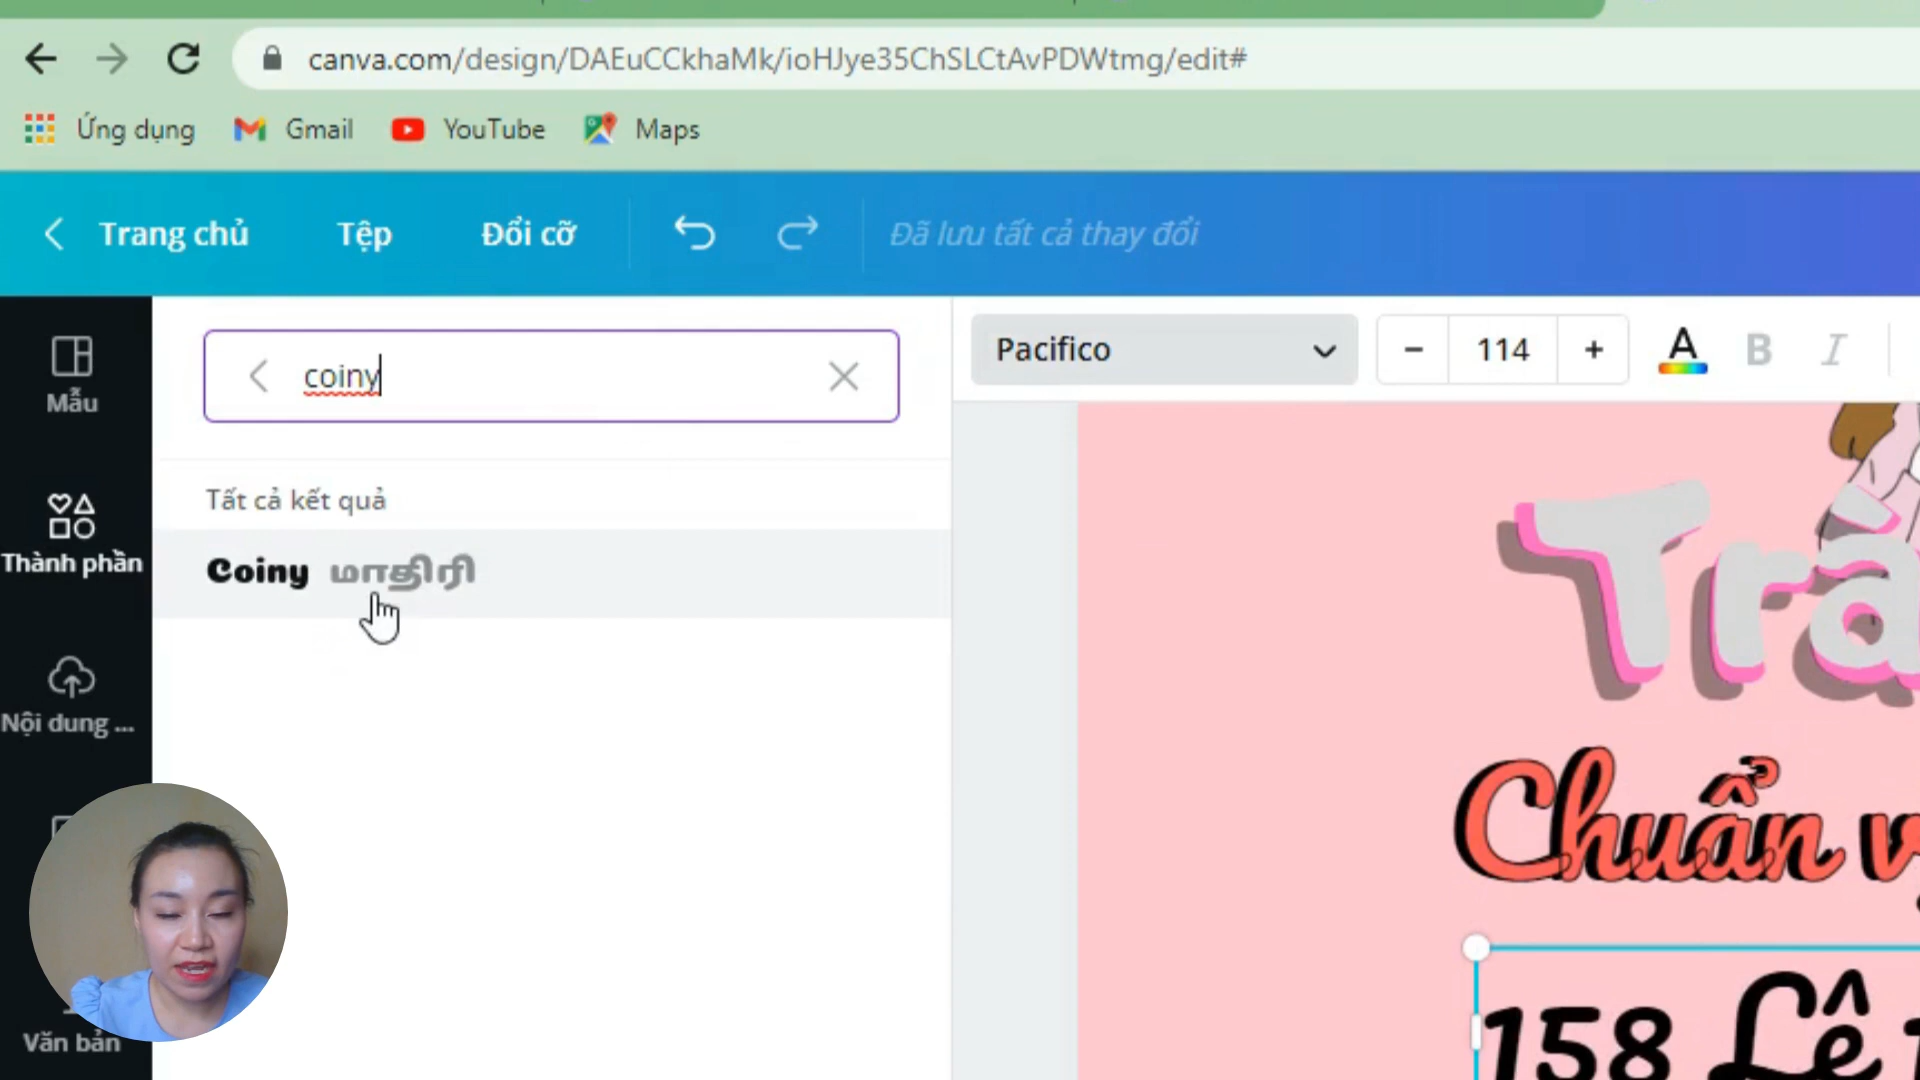 canva.com/design/DAEuCCkhaMk/ioHJye35ChSLCtAvPDWtmg/edit#
Ứng dụng Gmail YouTube Maps
Trang chủ Tệp Đổi cỡ Đã lưu tất cả thay đổi
Mẫu
Thành phần
Nội dung ...
Văn bản
coiny
Tất cả kết quả
Coiny மாதிரி
Pacifico
− 114 + A B I
Trà
Chuẩn v
158 Lê